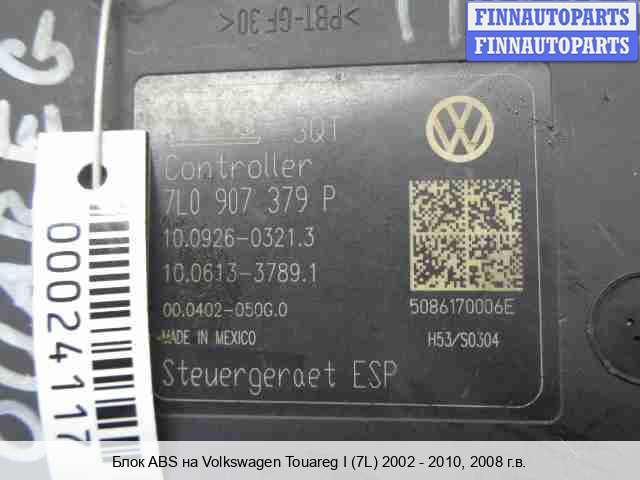 FINNAUTOPARTS
FINNAUTOPARTS
>PBT-GF30<
3QT
Controller
7L0 907 379 P
10.0926-0321.3
10.0613-3789.1
00.0402-050G.0
MADE IN MEXICO
5086170006E
H53/S0304
Steuergeraet ESP
00024117
Блок ABS на Volkswagen Touareg I (7L) 2002 - 2010, 2008 г.в.